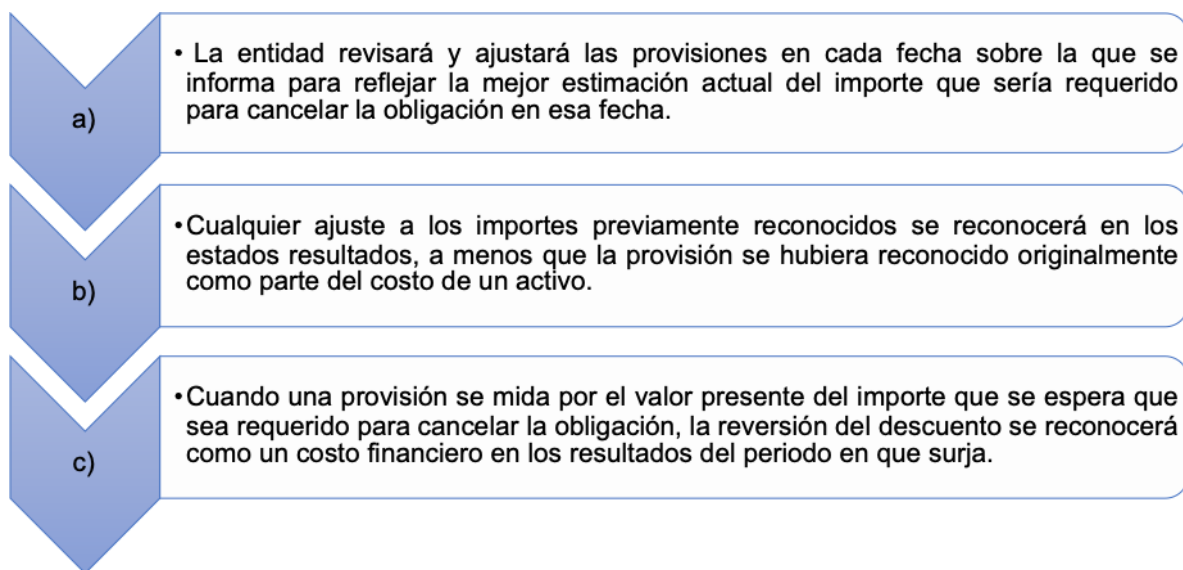 a)
• La entidad revisará y ajustará las provisiones en cada fecha sobre la que se
informa para reflejar la mejor estimación actual del importe que sería requerido
para cancelar la obligación en esa fecha.
b)
•Cualquier ajuste a los importes previamente reconocidos se reconocerá en los
estados resultados, a menos que la provisión se hubiera reconocido originalmente
como parte del costo de un activo.
c)
•Cuando una provisión se mida por el valor presente del importe que se espera que
sea requerido para cancelar la obligación, la reversión del descuento se reconocerá
como un costo financiero en los resultados del periodo en que surja.